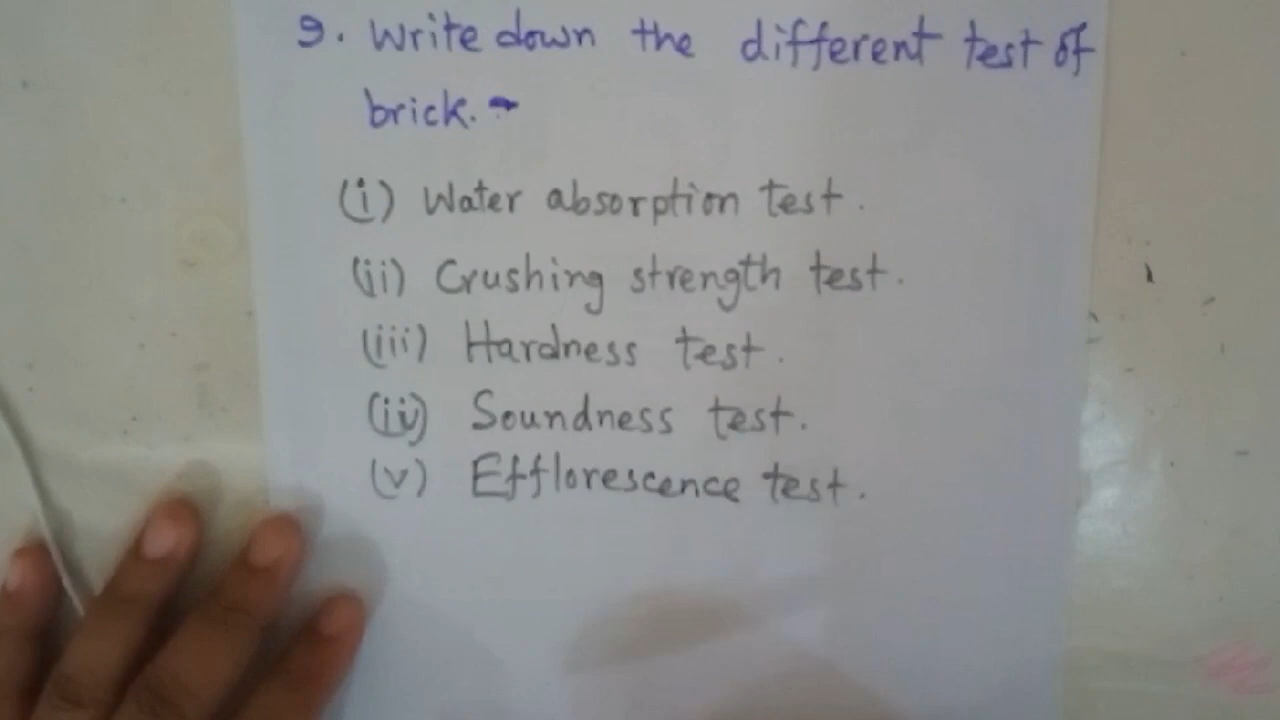 9. Write down the different test of
brick.-
(i) Water absorption test.
(ii) Crushing strength test.
(iii) Hardness test.
(iv) Soundness test.
(v) Efflorescence test.